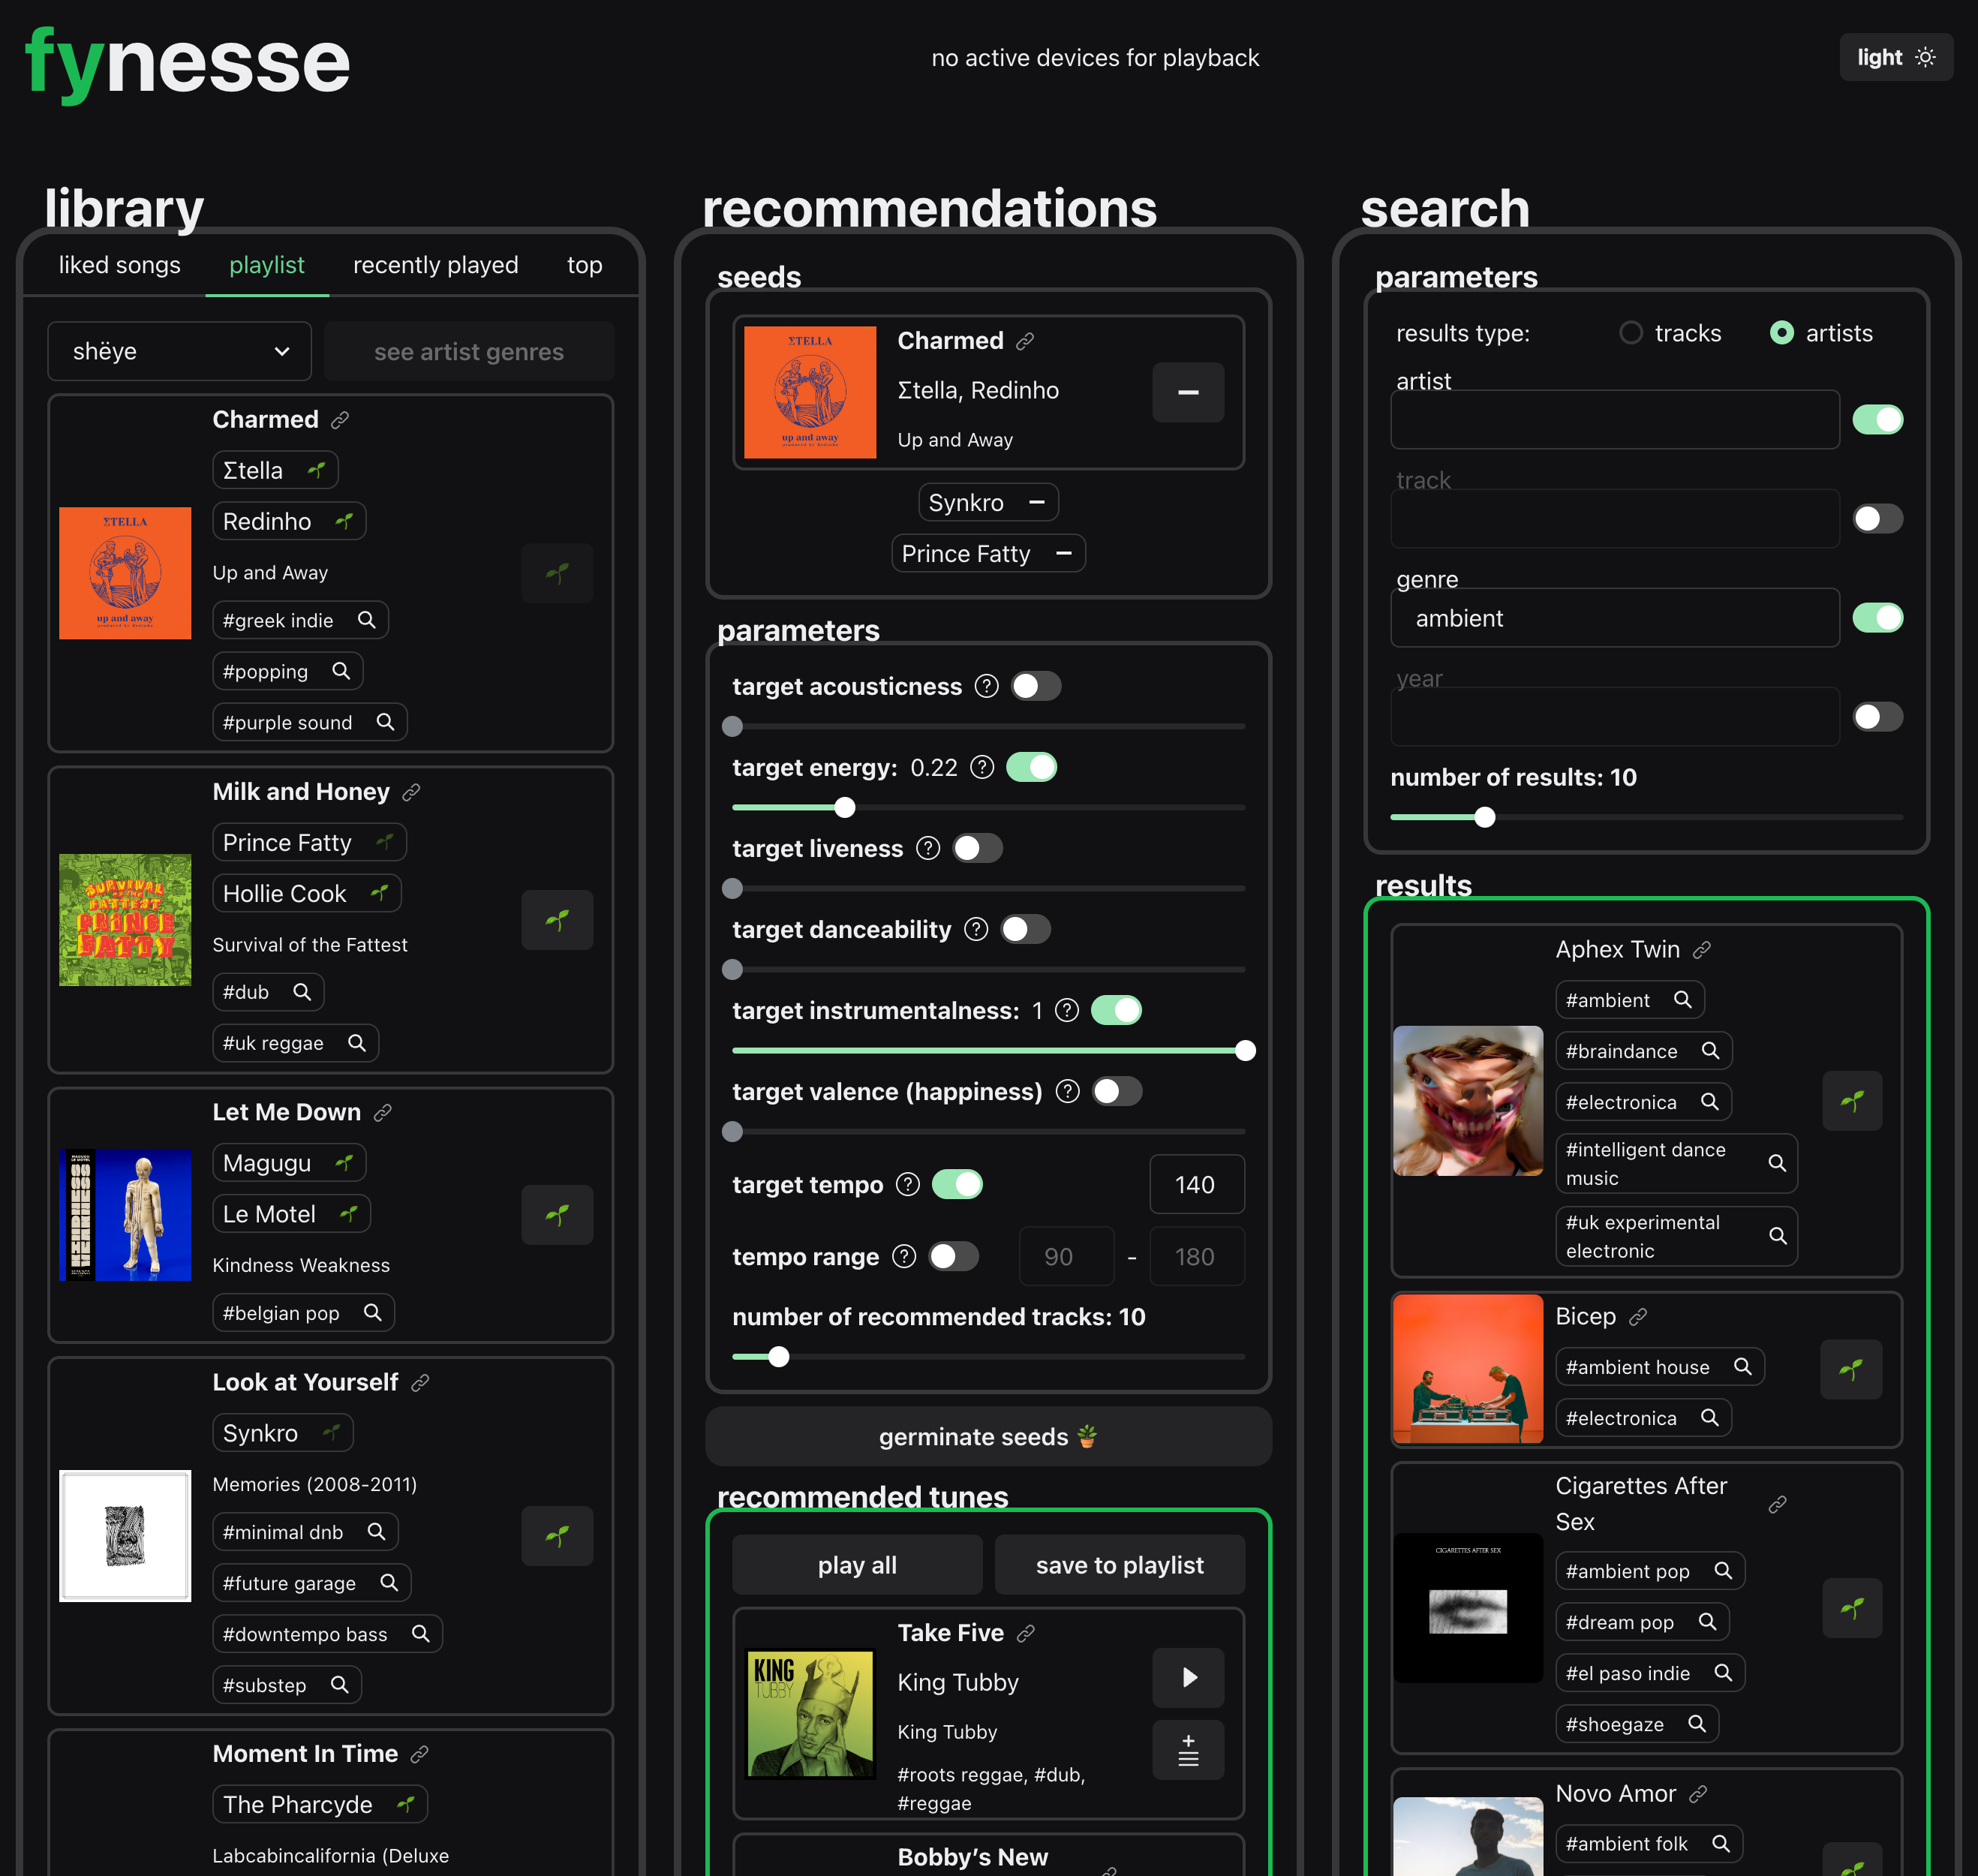 fynesse
no active devices for playback
light
library
liked songs
playlist
recently played
top
shëye
see artist genres
Charmed
Σtella
Redinho
Up and Away
#greek indie
#popping
#purple sound
ΣTELLA
up and away
Milk and Honey
Prince Fatty
Hollie Cook
Survival of the Fattest
#dub
#uk reggae
SURVIVAL
OF THE
FATTEST
PRINCE
FATTY
Let Me Down
Magugu
Le Motel
Kindness Weakness
#belgian pop
Look at Yourself
Synkro
Memories (2008-2011)
#minimal dnb
#future garage
#downtempo bass
#substep
Moment In Time
The Pharcyde
Labcabincalifornia (Deluxe
recommendations
seeds
ΣTELLA
up and away
produced by Redinho
Charmed
Σtella, Redinho
Up and Away
Synkro
Prince Fatty
parameters
target acousticness ?
target energy: 0.22 ?
target liveness ?
target danceability ?
target instrumentalness: 1 ?
target valence (happiness) ?
target tempo ? 140
tempo range ? 90 - 180
number of recommended tracks: 10
germinate seeds
recommended tunes
play all
save to playlist
KING
TUBBY
Take Five
King Tubby
King Tubby
#roots reggae, #dub,
#reggae
Bobby’s New
search
parameters
results type: tracks artists
artist
track
genre
ambient
year
number of results: 10
results
Aphex Twin
#ambient
#braindance
#electronica
#intelligent dance
music
#uk experimental
electronic
Bicep
#ambient house
#electronica
Cigarettes After
Sex
CIGARETTES AFTER SEX
#ambient pop
#dream pop
#el paso indie
#shoegaze
Novo Amor
#ambient folk